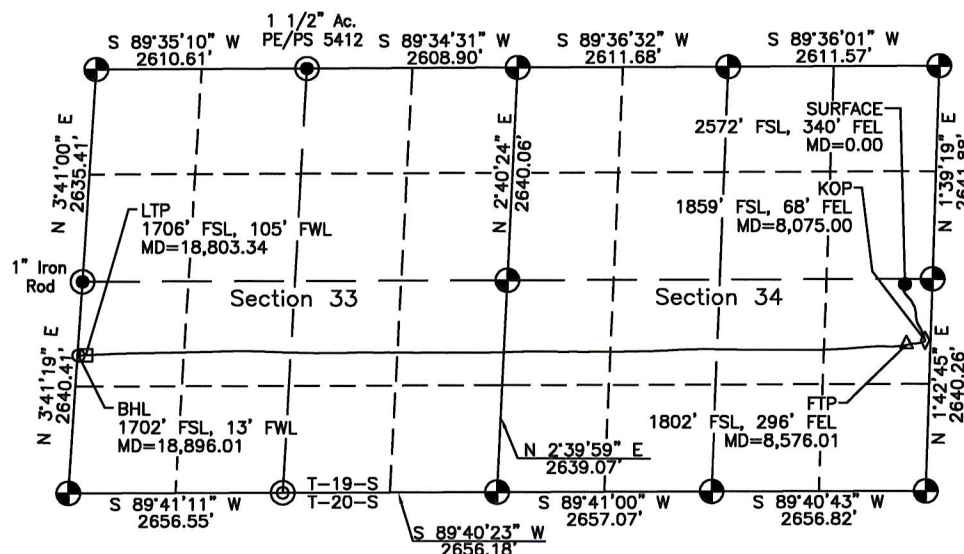 1 1/2" Ac.
PE/PS 5412
S 89°35'10" W
2610.61'
S 89°34'31" W
2608.90'
S 89°36'32" W
2611.68'
S 89°36'01" W
2611.57'
N 3°41'00" E
2635.41'
N 2°40'24" E
2640.06'
N 1°39'19" E
2641.88'
SURFACE
2572' FSL, 340' FEL
MD=0.00
KOP
1859' FSL, 68' FEL
MD=8,075.00
LTP
1706' FSL, 105' FWL
MD=18,803.34
1" Iron
Rod
Section 33
Section 34
N 3°41'19" E
2640.41'
BHL
1702' FSL, 13' FWL
MD=18,896.01
FTP
1802' FSL, 296' FEL
MD=8,576.01
N 1°42'45" E
2640.26'
N 2°39'59" E
2639.07'
T-19-S
T-20-S
S 89°41'11" W
2656.55'
S 89°40'23" W
2656.18'
S 89°41'00" W
2657.07'
S 89°40'43" W
2656.82'